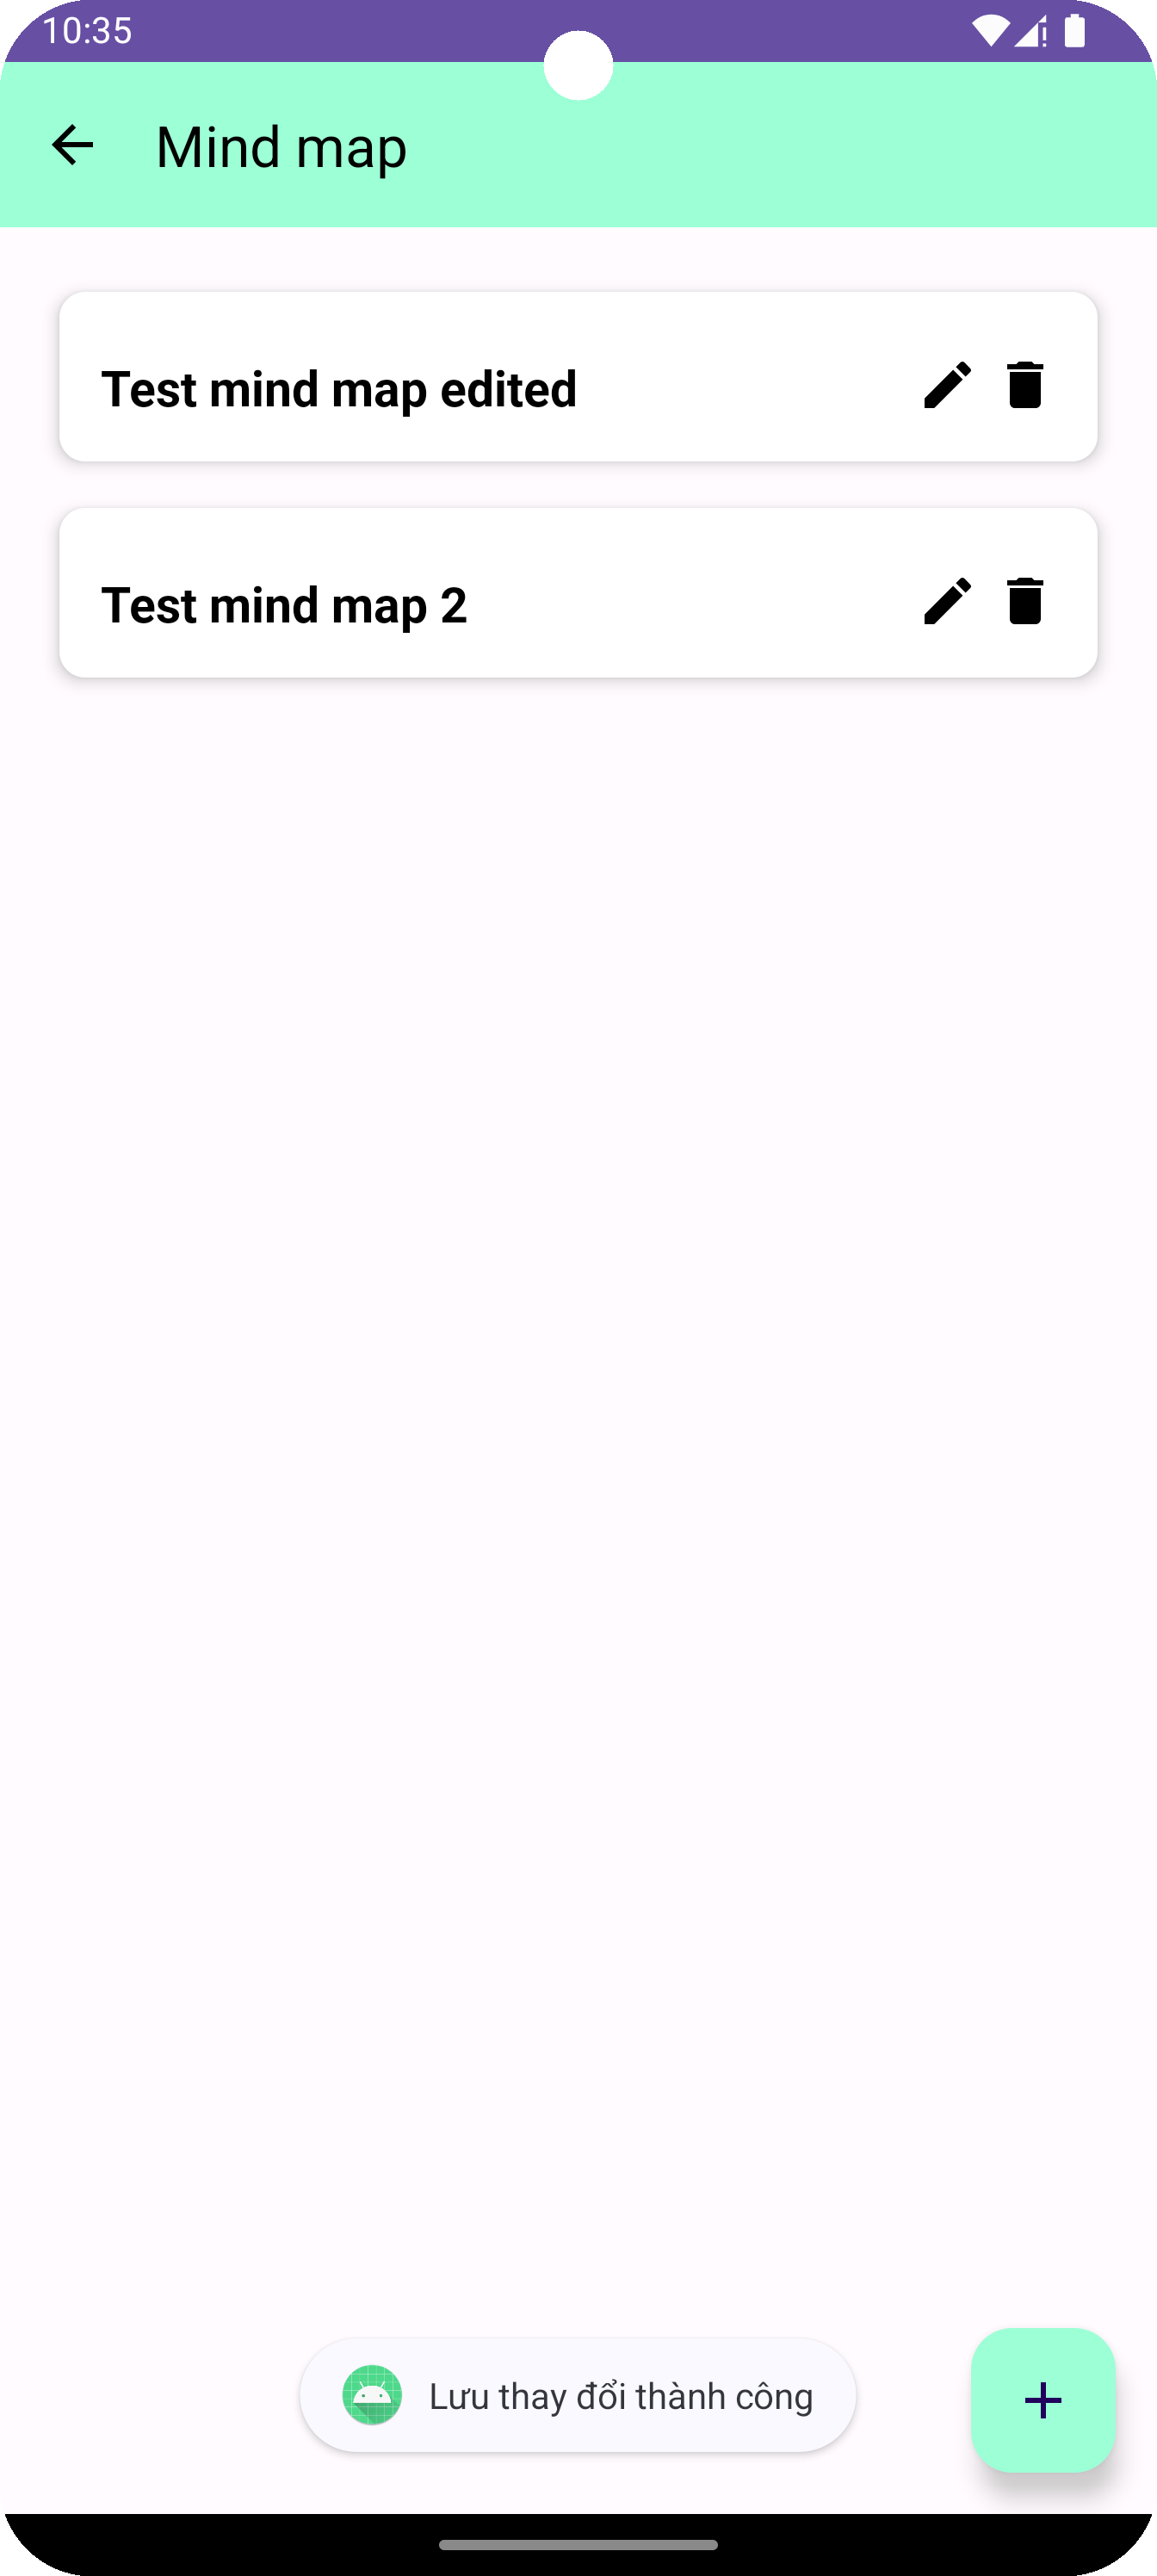 10:35
Mind map
Test mind map edited
Test mind map 2
Lưu thay đổi thành công